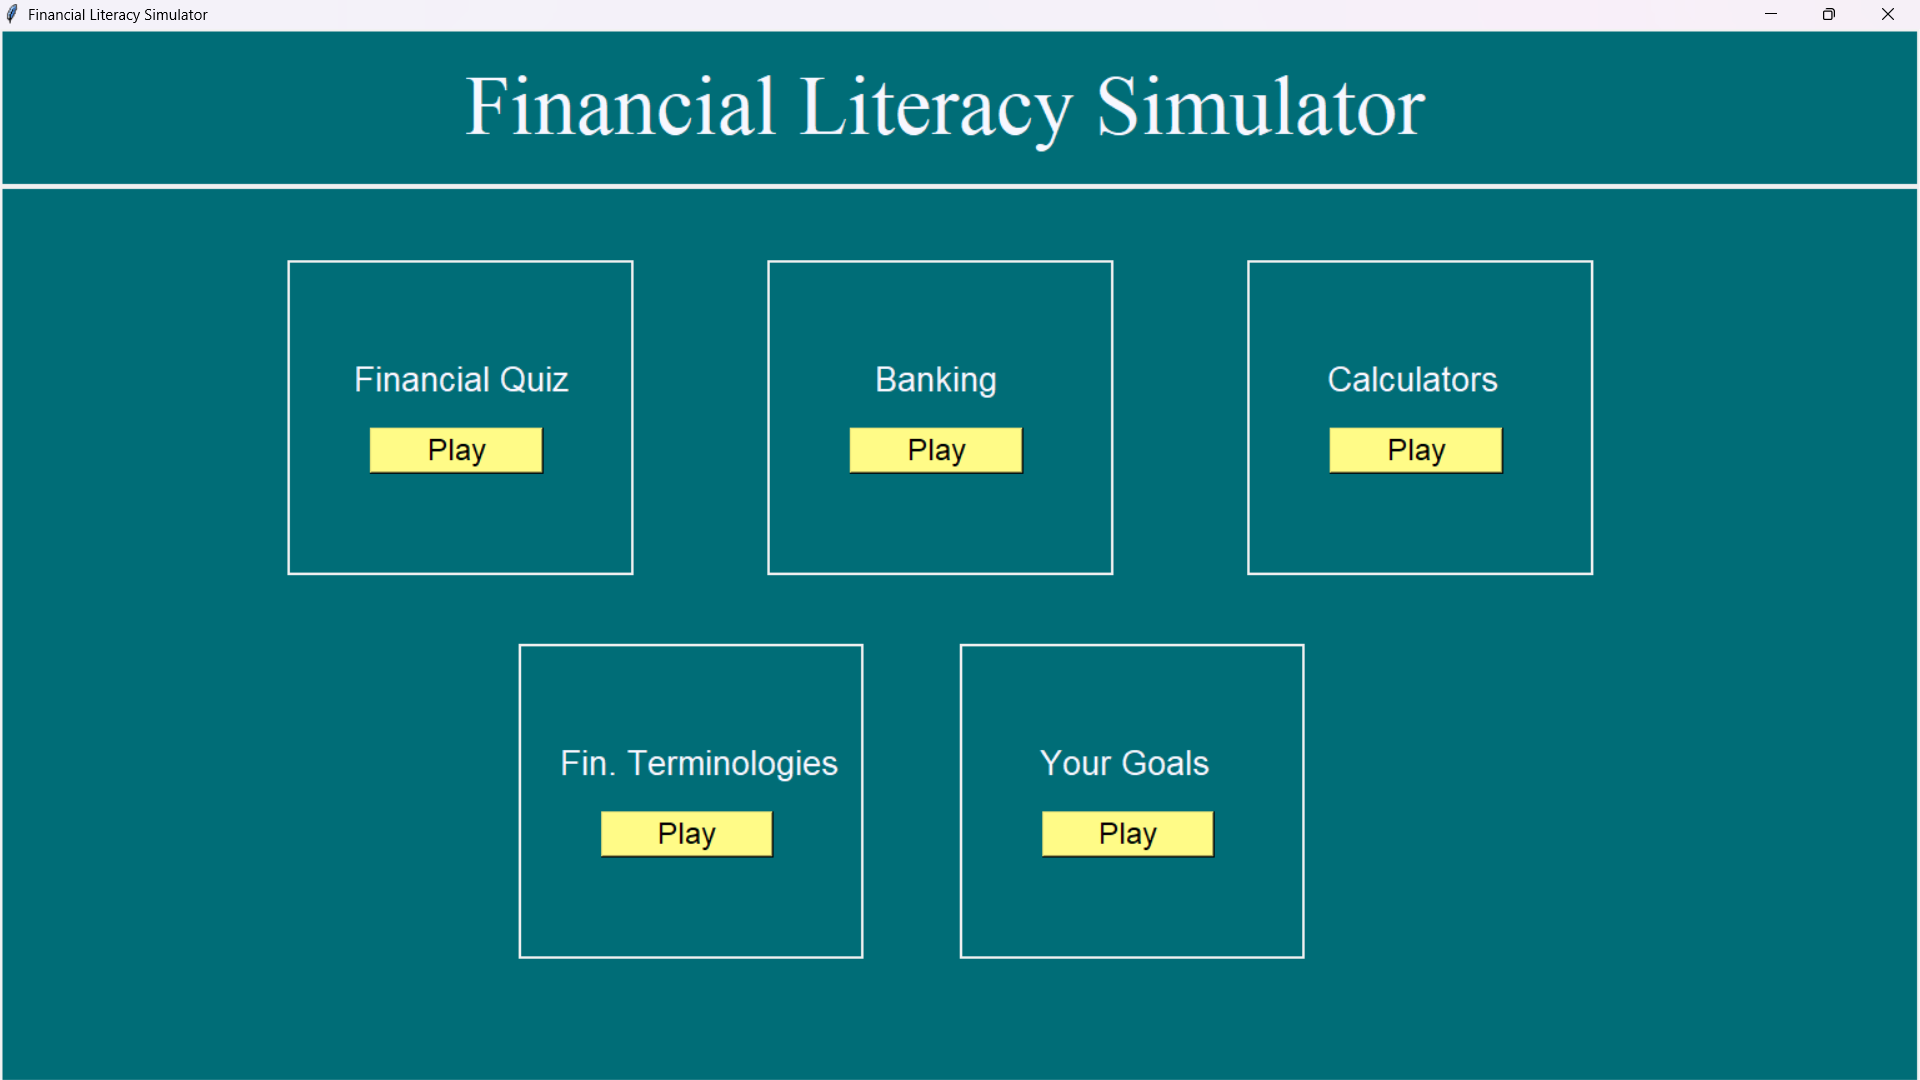 Financial Literacy Simulator
Financial Literacy Simulator
Financial Quiz
Play
Banking
Play
Calculators
Play
Fin. Terminologies
Play
Your Goals
Play